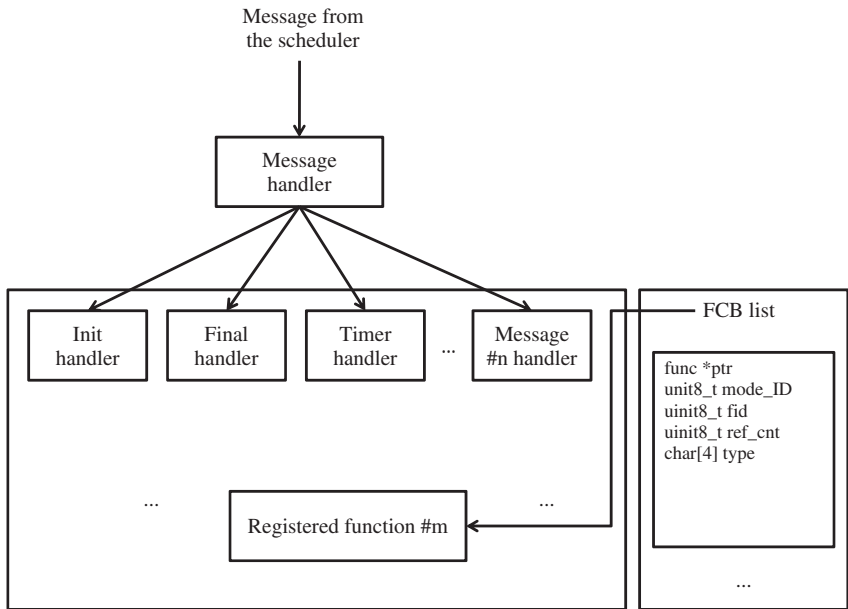 Message from
the scheduler
Message
handler
Init
handler
Final
handler
Timer
handler
...
Message
#n handler
FCB list
func *ptr
unit8_t mode_ID
uinit8_t fid
uinit8_t ref_cnt
char[4] type
...
...
Registered function #m
...